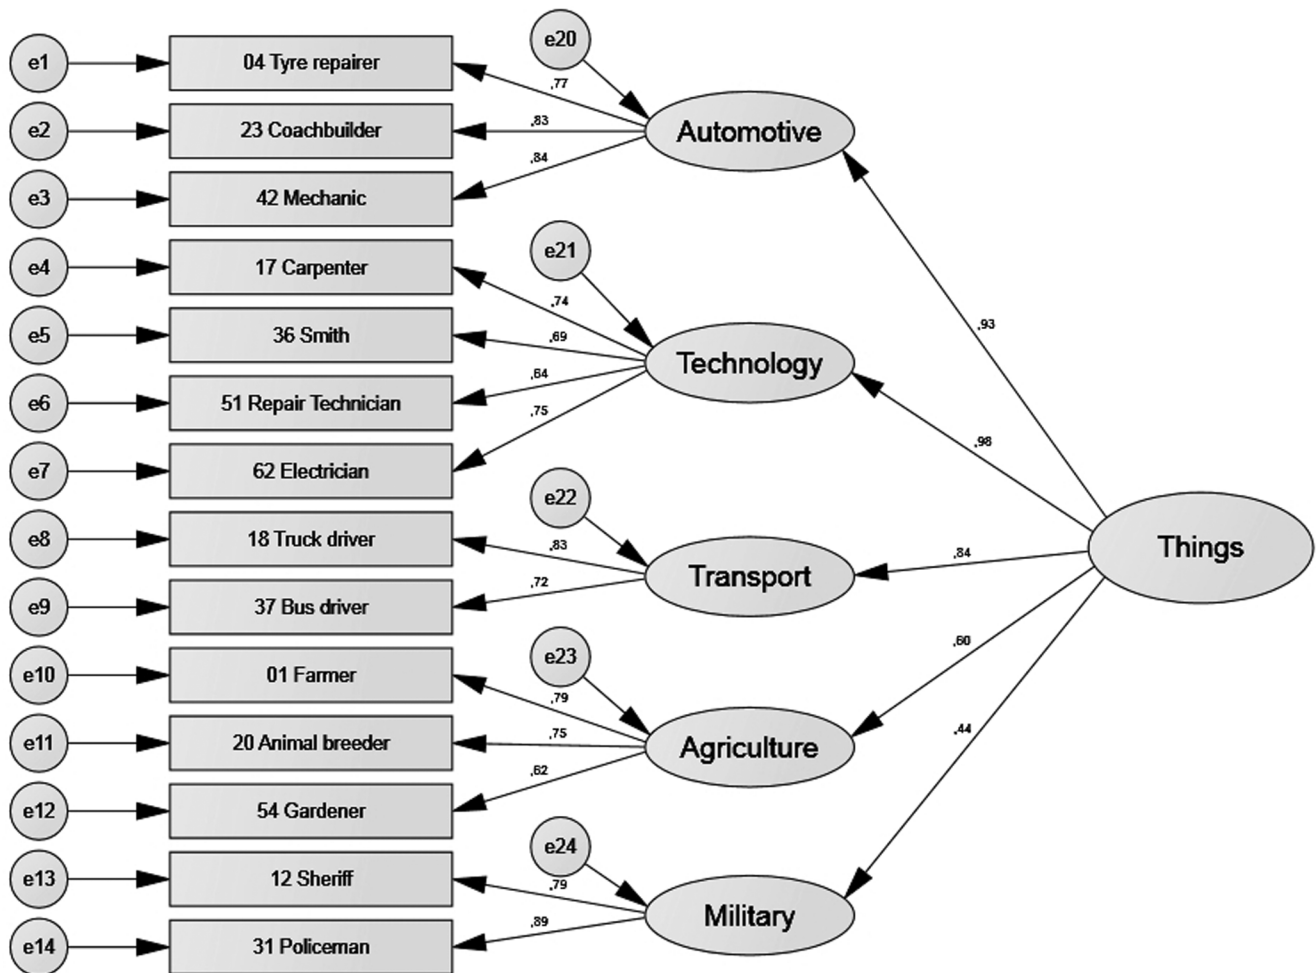 e1
04 Tyre repairer
e20
.77
e2
23 Coachbuilder
.83
Automotive
e3
42 Mechanic
.84
e4
17 Carpenter
e21
.74
.93
e5
36 Smith
.69
Technology
e6
51 Repair Technician
.64
e7
62 Electrician
.75
.98
e22
e8
18 Truck driver
.83
Things
e9
37 Bus driver
.72
Transport
.84
e10
01 Farmer
e23
.79
.60
e11
20 Animal breeder
.75
Agriculture
e12
54 Gardener
.62
.44
e24
e13
12 Sheriff
.79
e14
31 Policeman
.89
Military